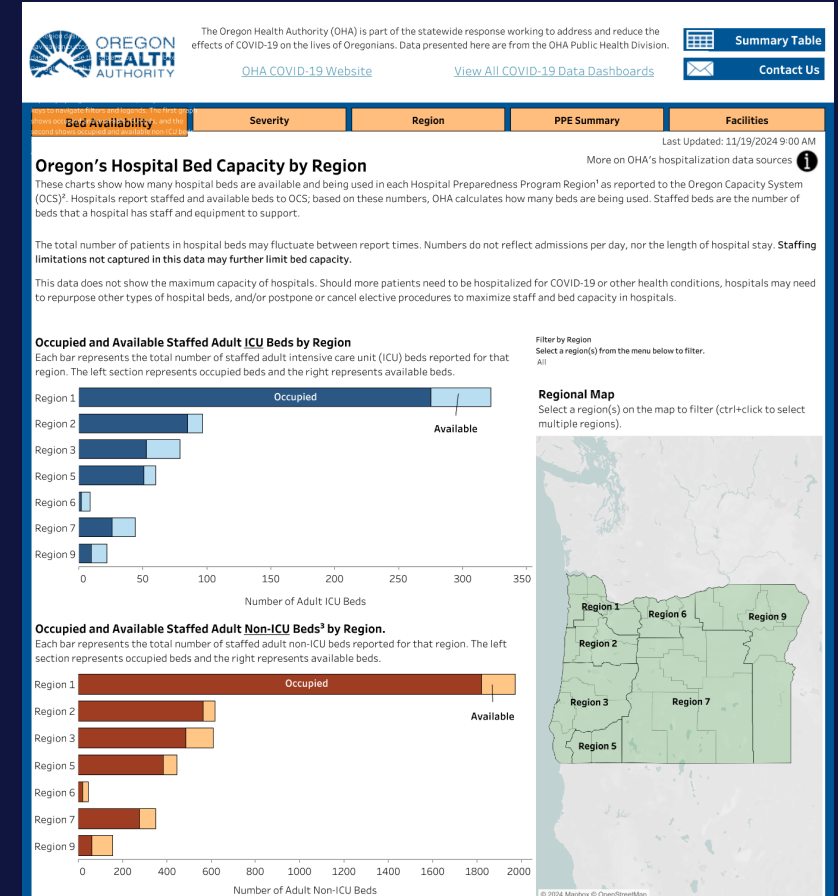 OREGON
HEALTH
AUTHORITY
The Oregon Health Authority (OHA) is part of the statewide response working to address and reduce the
effects of COVID-19 on the lives of Oregonians. Data presented here are from the OHA Public Health Division.
OHA COVID-19 Website
View All COVID-19 Data Dashboards
Summary Table
Contact Us
keys to navigate filters and legends. The first graph
shows occ
s, and the
second shows occupied and available non-ICU bed
Bed Availability
Severity
Region
PPE Summary
Facilities
Last Updated: 11/19/2024 9:00 AM
Oregon's Hospital Bed Capacity by Region
More on OHA's hospitalization data sources
These charts show how many hospital beds are available and being used in each Hospital Preparedness Program Region¹ as reported to the Oregon Capacity System
(OCS)². Hospitals report staffed and available beds to OCS; based on these numbers, OHA calculates how many beds are being used. Staffed beds are the number of
beds that a hospital has staff and equipment to support.
The total number of patients in hospital beds may fluctuate between report times. Numbers do not reflect admissions per day, nor the length of hospital stay. Staffing
limitations not captured in this data may further limit bed capacity.
This data does not show the maximum capacity of hospitals. Should more patients need to be hospitalized for COVID-19 or other health conditions, hospitals may need
to repurpose other types of hospital beds, and/or postpone or cancel elective procedures to maximize staff and bed capacity in hospitals.
Occupied and Available Staffed Adult ICU Beds by Region
Each bar represents the total number of staffed adult intensive care unit (ICU) beds reported for that
region. The left section represents occupied beds and the right represents available beds.
Region 1
Occupied
Available
Region 2
Region 3
Region 5
Region 6
Region 7
Region 9
0 50 100 150 200 250 300 350
Number of Adult ICU Beds
Occupied and Available Staffed Adult Non-ICU Beds³ by Region.
Each bar represents the total number of staffed adult non-ICU beds reported for that region. The left
section represents occupied beds and the right represents available beds.
Region 1
Occupied
Available
Region 2
Region 3
Region 5
Region 6
Region 7
Region 9
0 200 400 600 800 1000 1200 1400 1600 1800 2000
Number of Adult Non-ICU Beds
Filter by Region
Select a region(s) from the menu below to filter.
All
Regional Map
Select a region(s) on the map to filter (ctrl+click to select
multiple regions).
Region 1
Region 6
Region 9
Region 2
Region 3
Region 7
Region 5
© 2024 Mapbox © OpenStreetMap